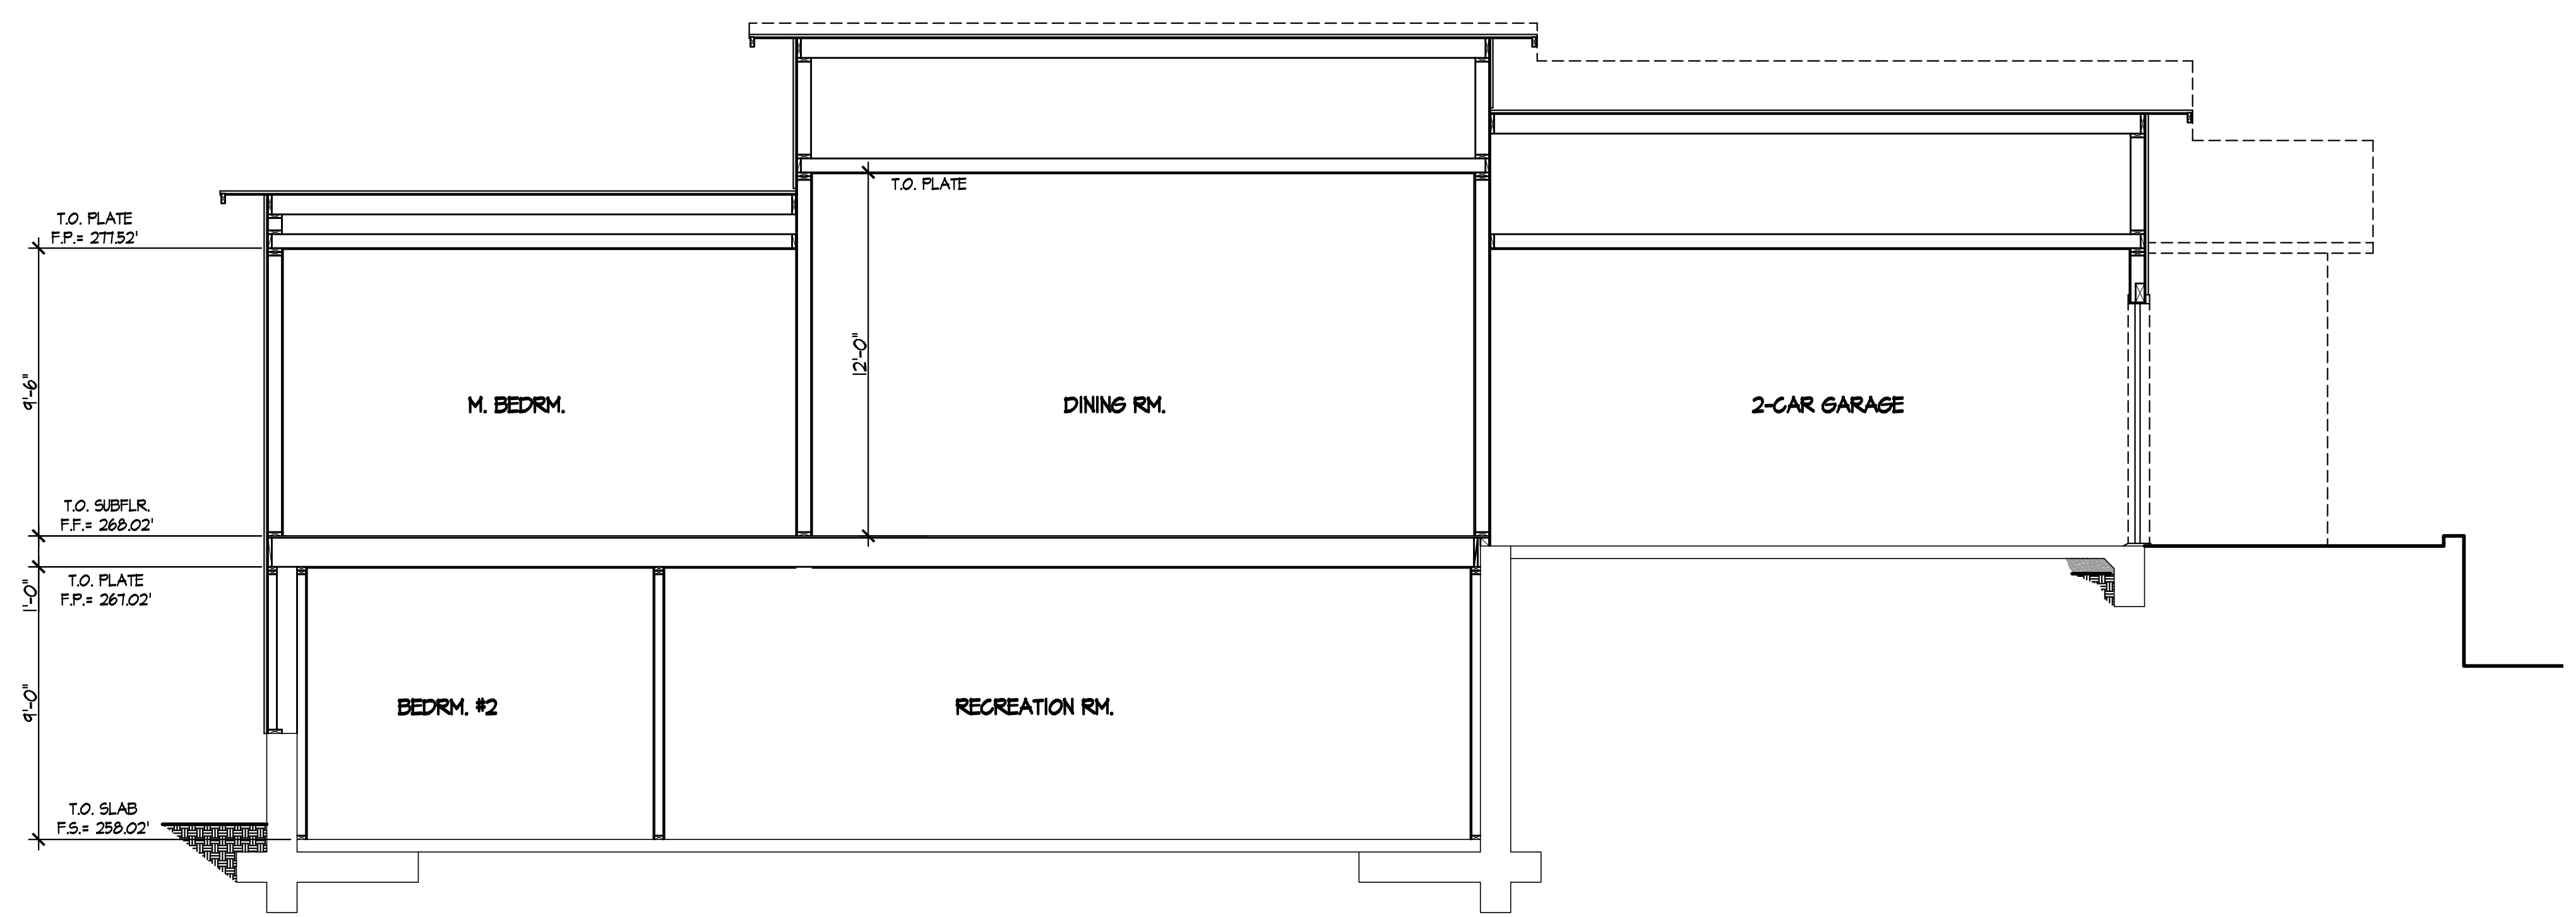 T.O. PLATE
T.O. PLATE
F.P.= 277.52'
12'-0"
9'-6"
M. BEDRM.
DINING RM.
2-CAR GARAGE
T.O. SUBFLR.
F.F.= 268.02'
1'-0"
T.O. PLATE
F.P.= 267.02'
9'-0"
BEDRM. #2
RECREATION RM.
T.O. SLAB
F.S.= 258.02'